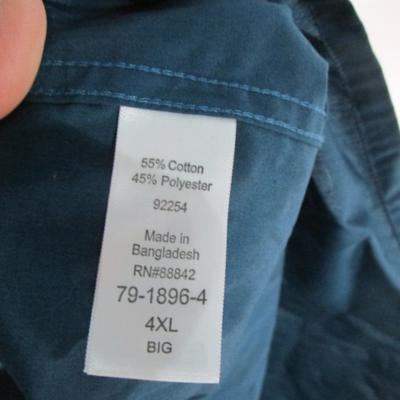 55% Cotton
45% Polyester
92254
Made in
Bangladesh
RN#88842
79-1896-4
4XL
BIG